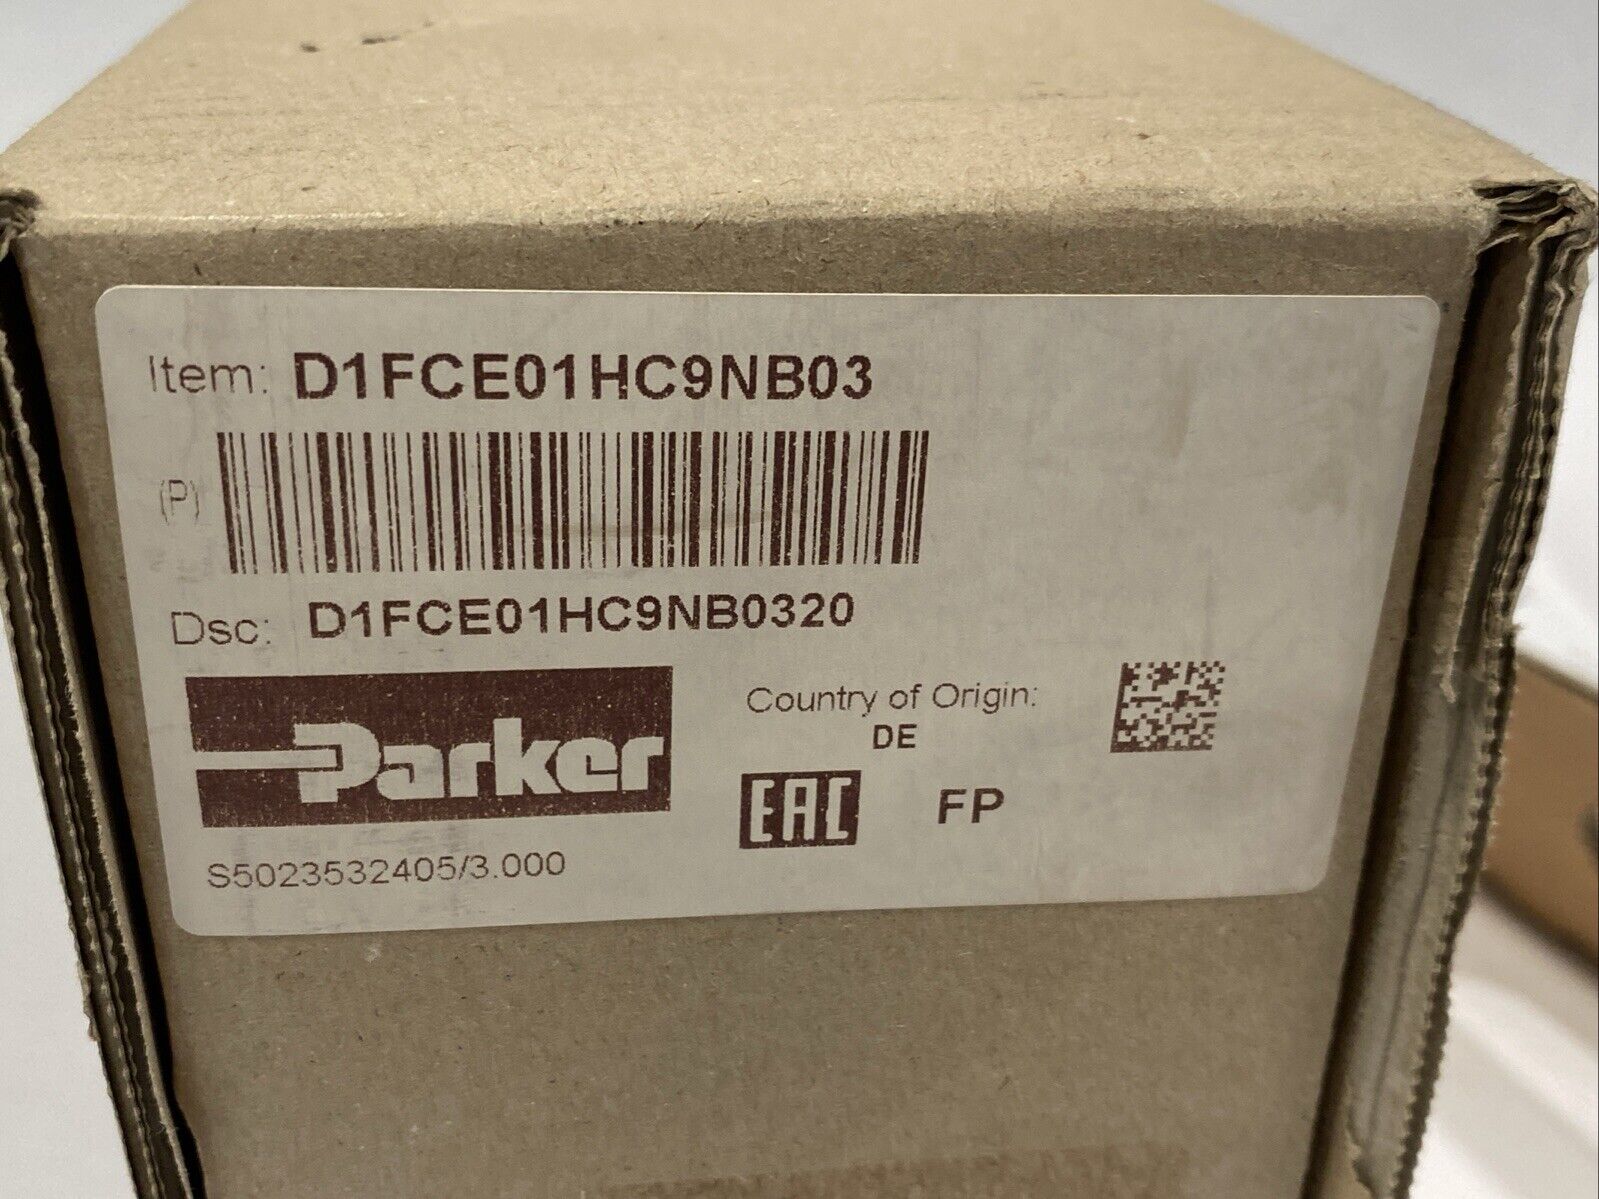 Item: D1FCE01HC9NB03
(P)
Dsc: D1FCE01HC9NB0320
Parker
Country of Origin:
DE
EAC FP
S5023532405/3.000